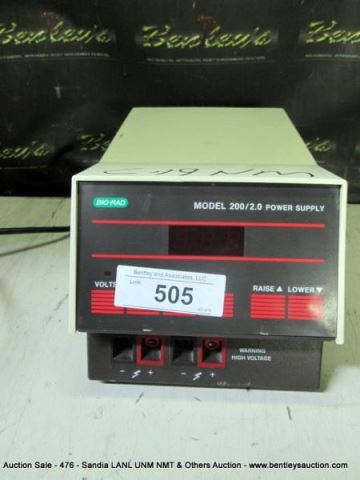 Bentley's
Bentley's
BIO-RAD
MODEL 200/2.0 POWER SUPPLY
Bentley and Associates, LLC
VOLTS
505
RAISE ▲ LOWER ▼
WARNING
HIGH VOLTAGE
- + - +
Auction Sale - 476 - Sandia LANL UNM NMT & Others Auction - www.bentleysauction.com